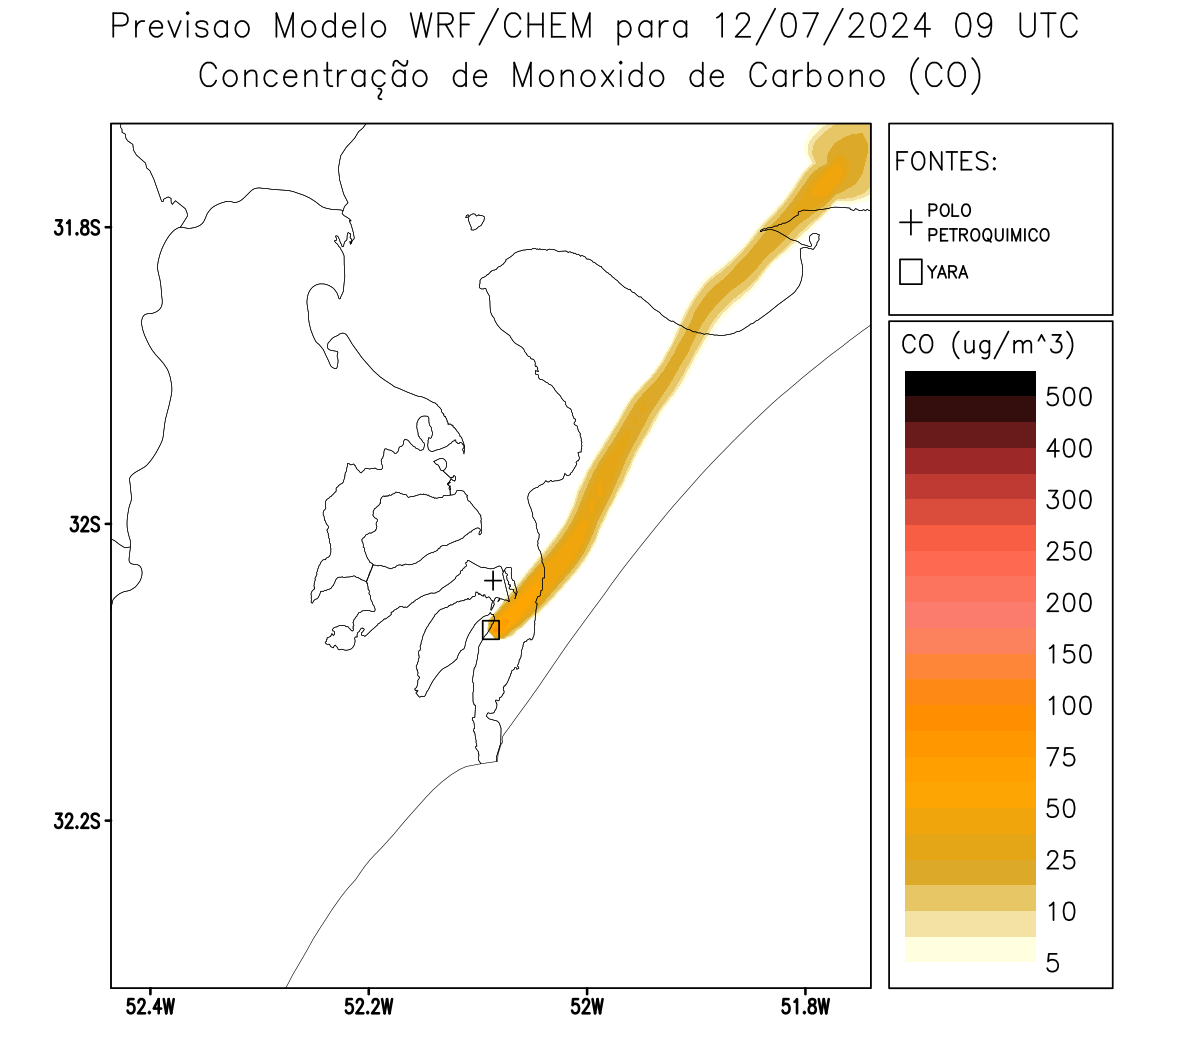 Previsao Modelo WRF/CHEM para 12/07/2024 09 UTC
Concentração de Monoxido de Carbono (CO)
FONTES:
POLO
PETROQUIMICO
YARA
CO (ug/m^3)
500
400
300
250
200
150
100
75
50
25
10
5
31.8S
32S
32.2S
52.4W
52.2W
52W
51.8W